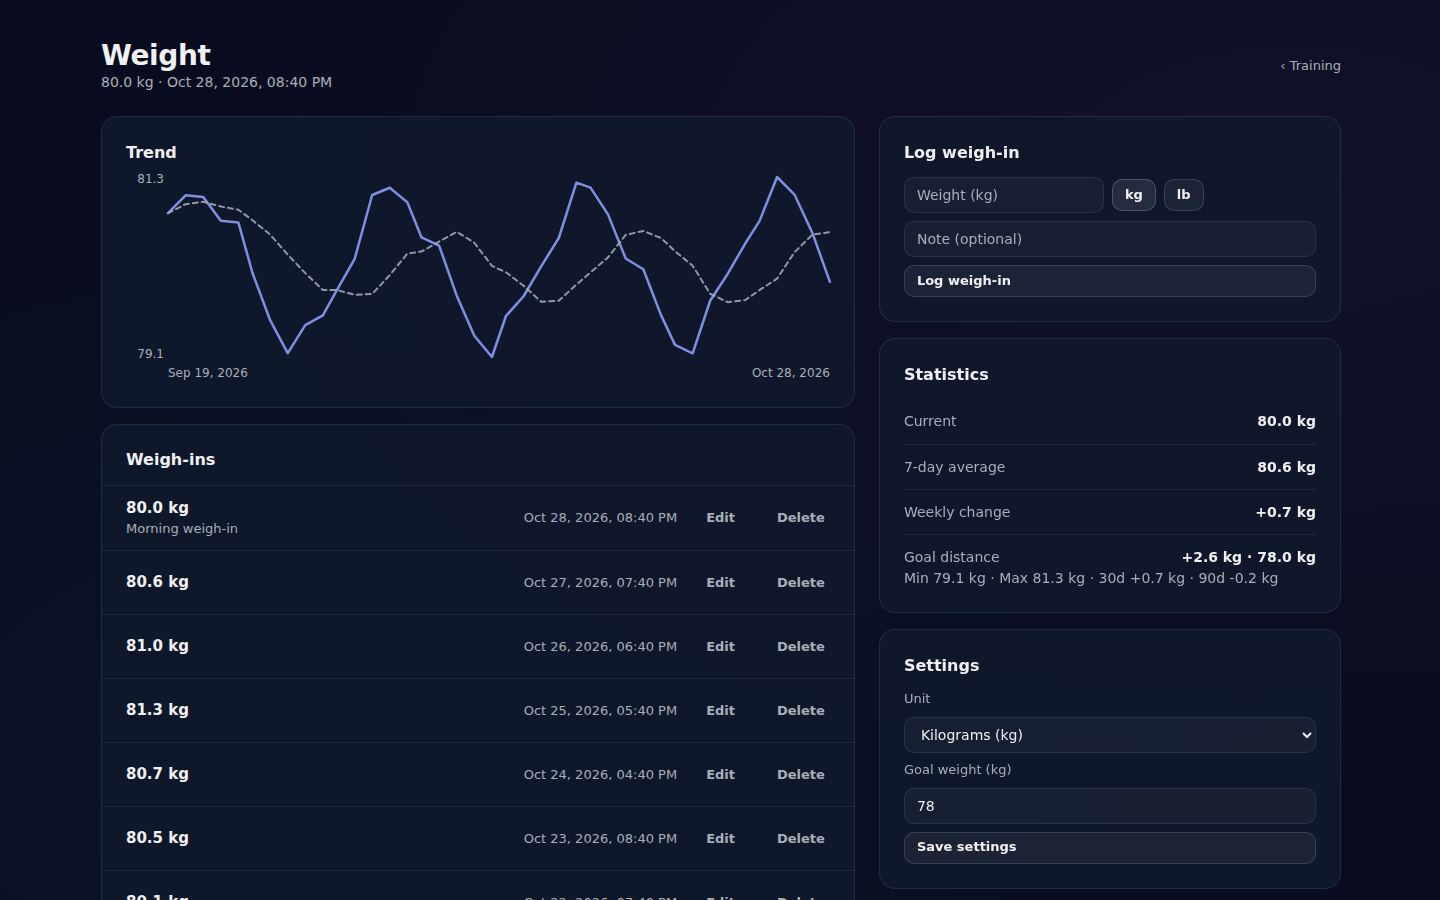 Weight
80.0 kg · Oct 28, 2026, 08:40 PM
‹ Training
Trend
81.3
79.1
Sep 19, 2026
Oct 28, 2026
Weigh-ins
80.0 kg
Morning weigh-in
Oct 28, 2026, 08:40 PM Edit Delete
80.6 kg Oct 27, 2026, 07:40 PM Edit Delete
81.0 kg Oct 26, 2026, 06:40 PM Edit Delete
81.3 kg Oct 25, 2026, 05:40 PM Edit Delete
80.7 kg Oct 24, 2026, 04:40 PM Edit Delete
80.5 kg Oct 23, 2026, 08:40 PM Edit Delete
Log weigh-in
Weight (kg) kg lb
Note (optional)
Log weigh-in
Statistics
Current 80.0 kg
7-day average 80.6 kg
Weekly change +0.7 kg
Goal distance +2.6 kg · 78.0 kg
Min 79.1 kg · Max 81.3 kg · 30d +0.7 kg · 90d -0.2 kg
Settings
Unit
Kilograms (kg)
Goal weight (kg)
78
Save settings